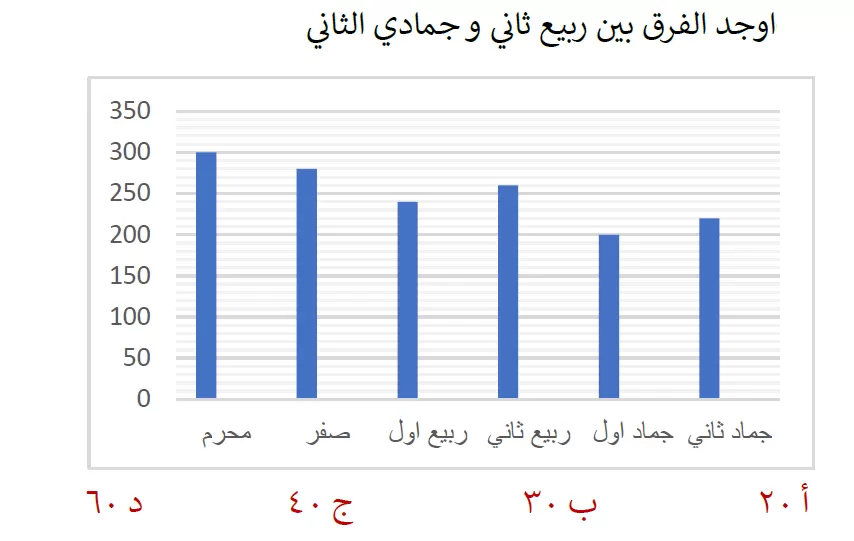 اوجد الفرق بين ربيع ثاني و جمادي الثاني
350
300
250
200
150
100
50
0
محرم صفر ربيع اول ربيع ثاني جماد اول جماد ثاني
أ ٢٠ ب ٣٠ ج ٤٠ د ٦٠